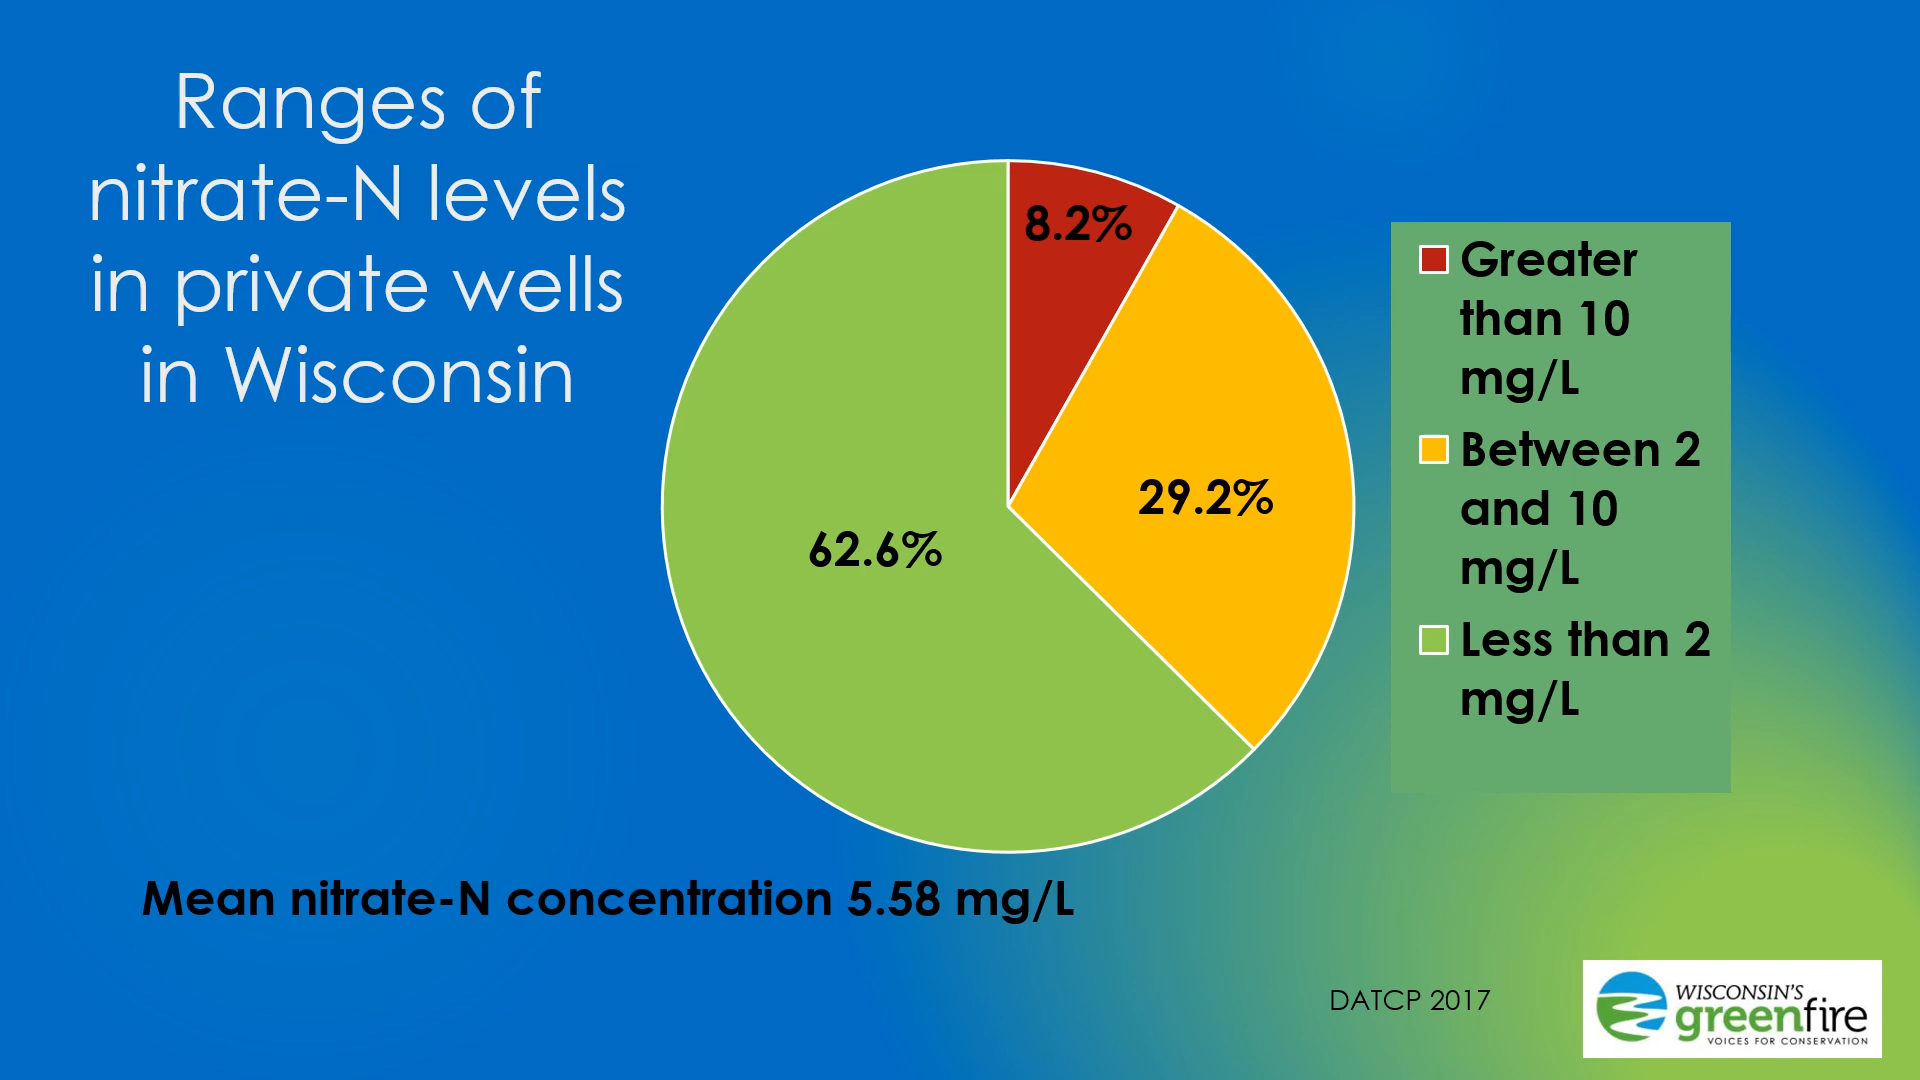 Ranges of
nitrate-N levels
in private wells
in Wisconsin
8.2%
29.2%
62.6%
Greater
than 10
mg/L
Between 2
and 10
mg/L
Less than 2
mg/L
Mean nitrate-N concentration 5.58 mg/L
DATCP 2017
WISCONSIN'S
greenfire
VOICES FOR CONSERVATION